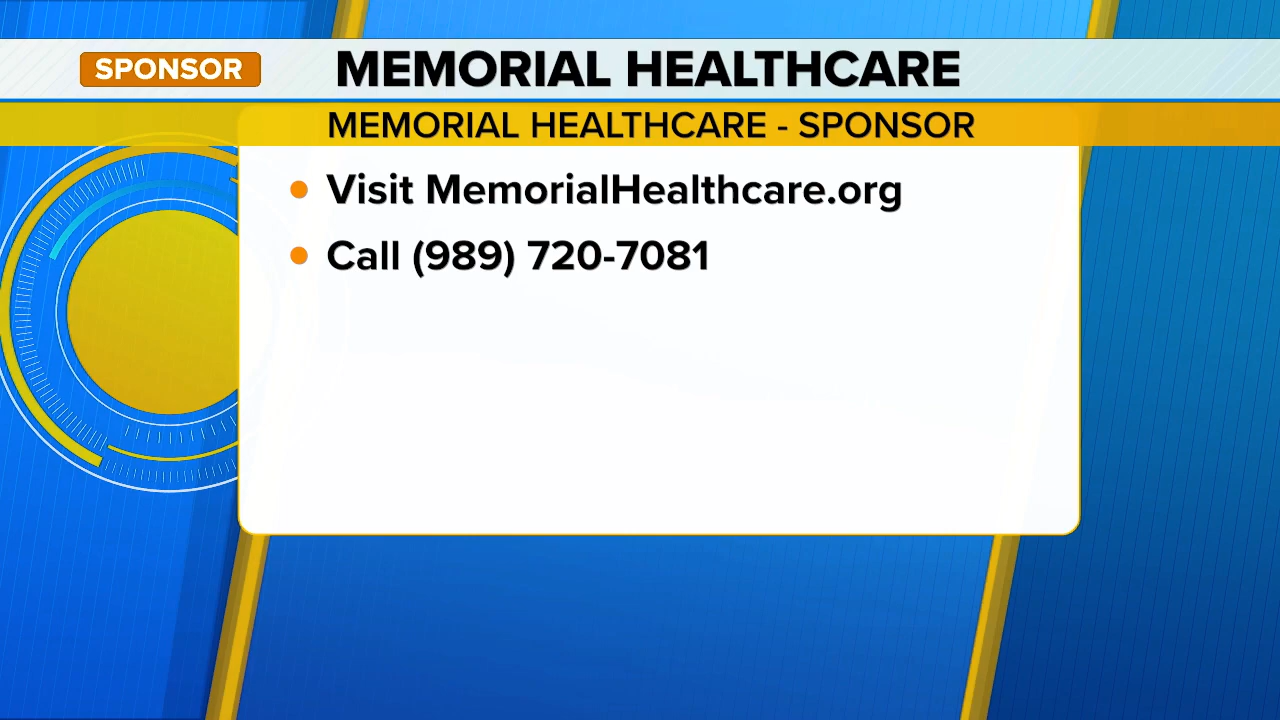 SPONSOR
MEMORIAL HEALTHCARE
MEMORIAL HEALTHCARE - SPONSOR
Visit MemorialHealthcare.org
Call (989) 720-7081